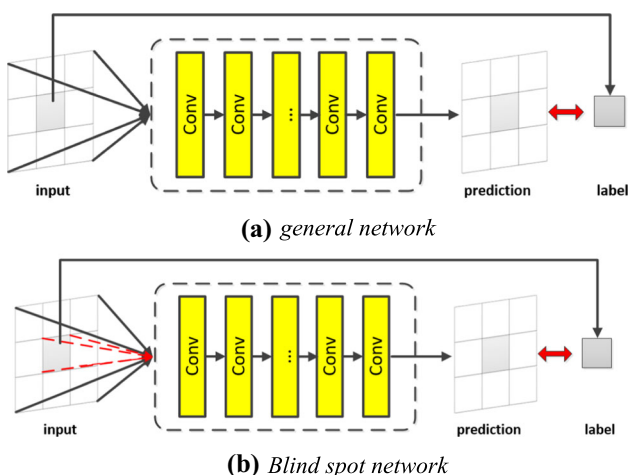 Conv
Conv
...
Conv
Conv
input
prediction
label
(a) general network
Conv
Conv
...
Conv
Conv
input
prediction
label
(b) Blind spot network